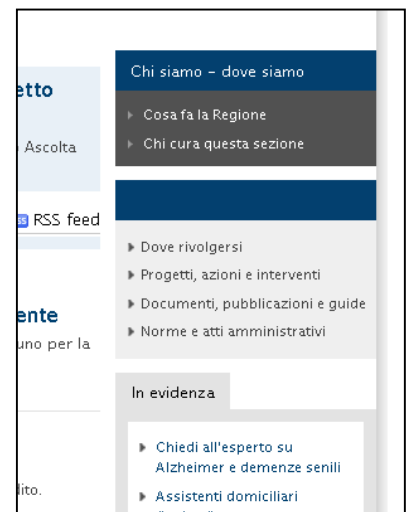 etto
Ascolta
RSS feed
ente
uno per la
dito.
Chi siamo - dove siamo
Cosa fa la Regione
Chi cura questa sezione
Dove rivolgersi
Progetti, azioni e interventi
Documenti, pubblicazioni e guide
Norme e atti amministrativi
In evidenza
Chiedi all'esperto su
Alzheimer e demenze senili
Assistenti domiciliari